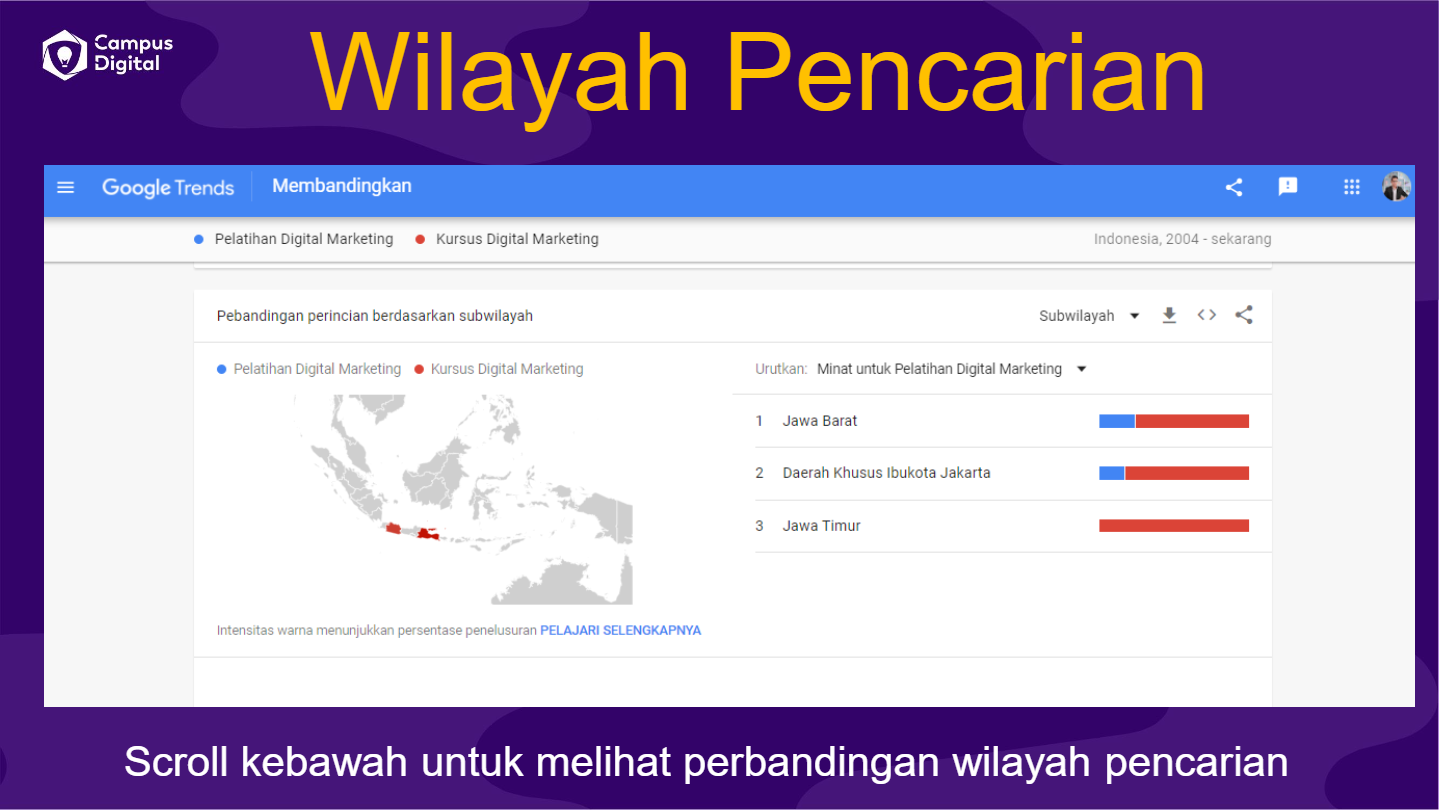 Campus
Digital
Wilayah Pencarian
Google Trends
Membandingkan
Pelatihan Digital Marketing
Kursus Digital Marketing
Indonesia, 2004 - sekarang
Pebandingan perincian berdasarkan subwilayah
Subwilayah
Pelatihan Digital Marketing
Kursus Digital Marketing
Urutkan: Minat untuk Pelatihan Digital Marketing
1 Jawa Barat
2 Daerah Khusus Ibukota Jakarta
3 Jawa Timur
Intensitas warna menunjukkan persentase penelusuran PELAJARI SELENGKAPNYA
Scroll kebawah untuk melihat perbandingan wilayah pencarian